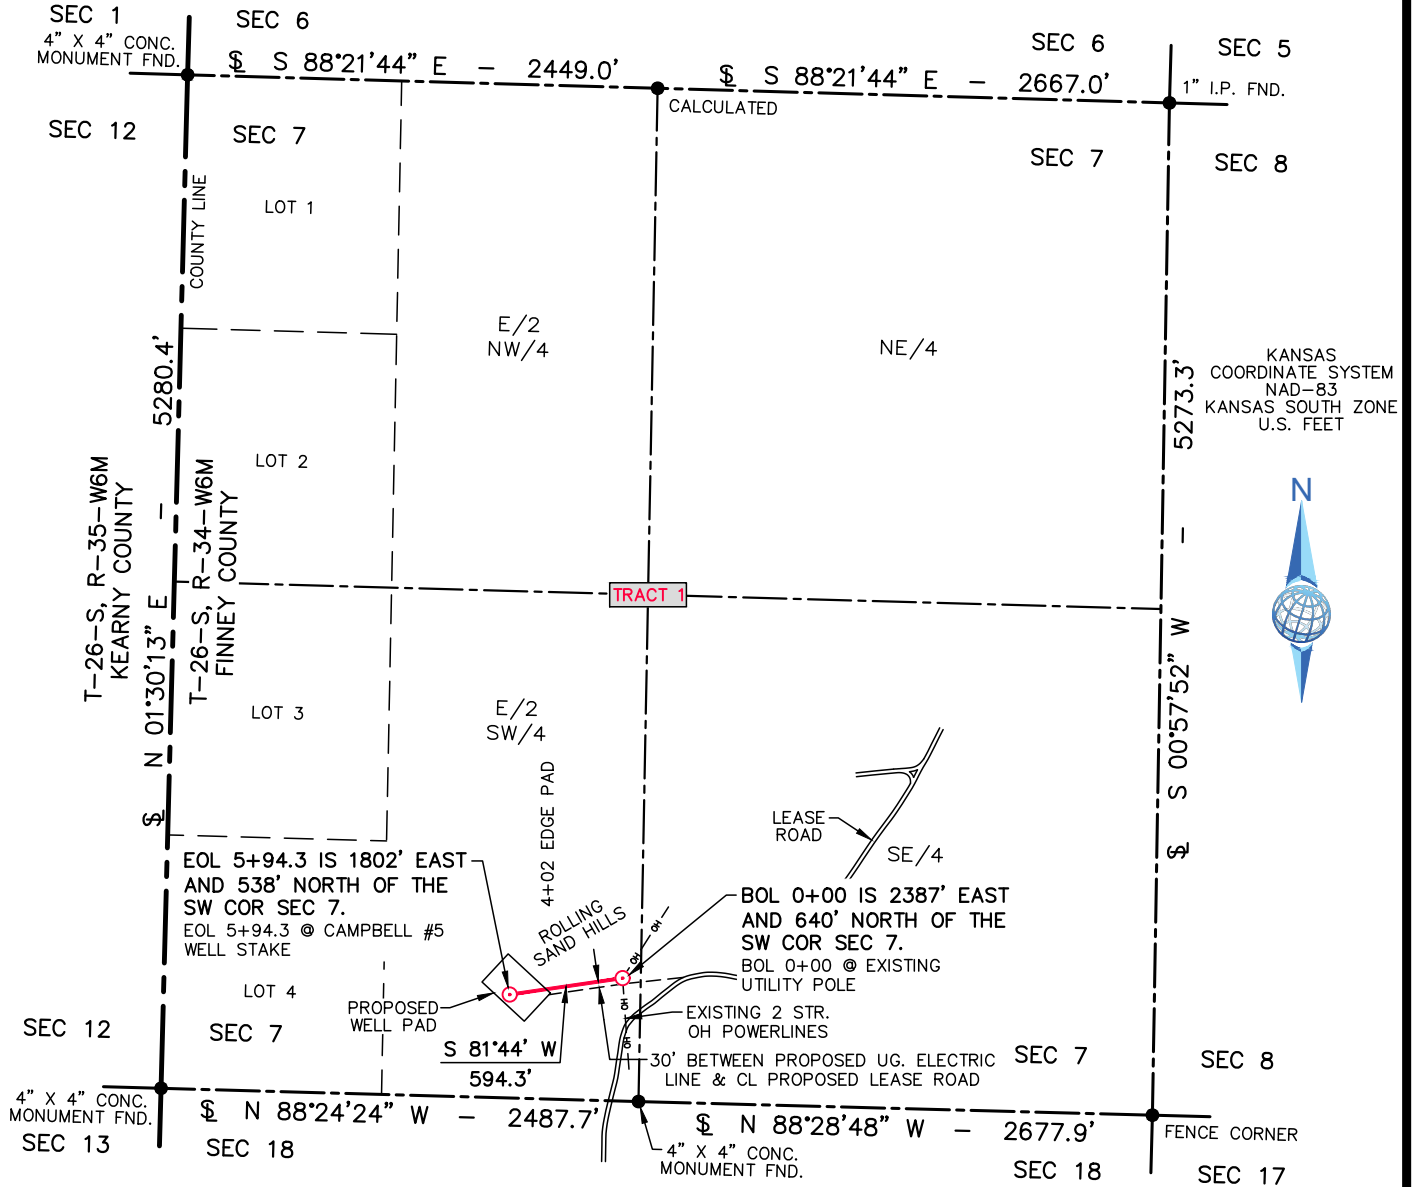 SEC 1
SEC 6
SEC 6
SEC 5
4" X 4" CONC.
MONUMENT FND.
℄ S 88°21'44" E - 2449.0'
℄ S 88°21'44" E - 2667.0'
1" I.P. FND.
CALCULATED
SEC 12
SEC 7
SEC 7
SEC 8
COUNTY LINE
LOT 1
E/2
NW/4
NE/4
KANSAS
COORDINATE SYSTEM
NAD-83
KANSAS SOUTH ZONE
U.S. FEET
N
LOT 2
T-26-S, R-35-W6M
KEARNY COUNTY
℄ N 01°30'13" E - 5280.4'
T-26-S, R-34-W6M
FINNEY COUNTY
TRACT 1
℄ S 00°57'52" W - 5273.3'
LOT 3
E/2
SW/4
4+02 EDGE PAD
LEASE
ROAD
SE/4
EOL 5+94.3 IS 1802' EAST
AND 538' NORTH OF THE
SW COR SEC 7.
EOL 5+94.3 @ CAMPBELL #5
WELL STAKE
ROLLING
SAND HILLS
OH
OH
BOL 0+00 IS 2387' EAST
AND 640' NORTH OF THE
SW COR SEC 7.
BOL 0+00 @ EXISTING
UTILITY POLE
LOT 4
PROPOSED
WELL PAD
OH
OH
EXISTING 2 STR.
OH POWERLINES
SEC 12
SEC 7
S 81°44' W
594.3'
30' BETWEEN PROPOSED UG. ELECTRIC
LINE & CL PROPOSED LEASE ROAD
SEC 7
SEC 8
4" X 4" CONC.
MONUMENT FND.
℄ N 88°24'24" W - 2487.7'
℄ N 88°28'48" W - 2677.9'
FENCE CORNER
SEC 13
SEC 18
4" X 4" CONC.
MONUMENT FND.
SEC 18
SEC 17